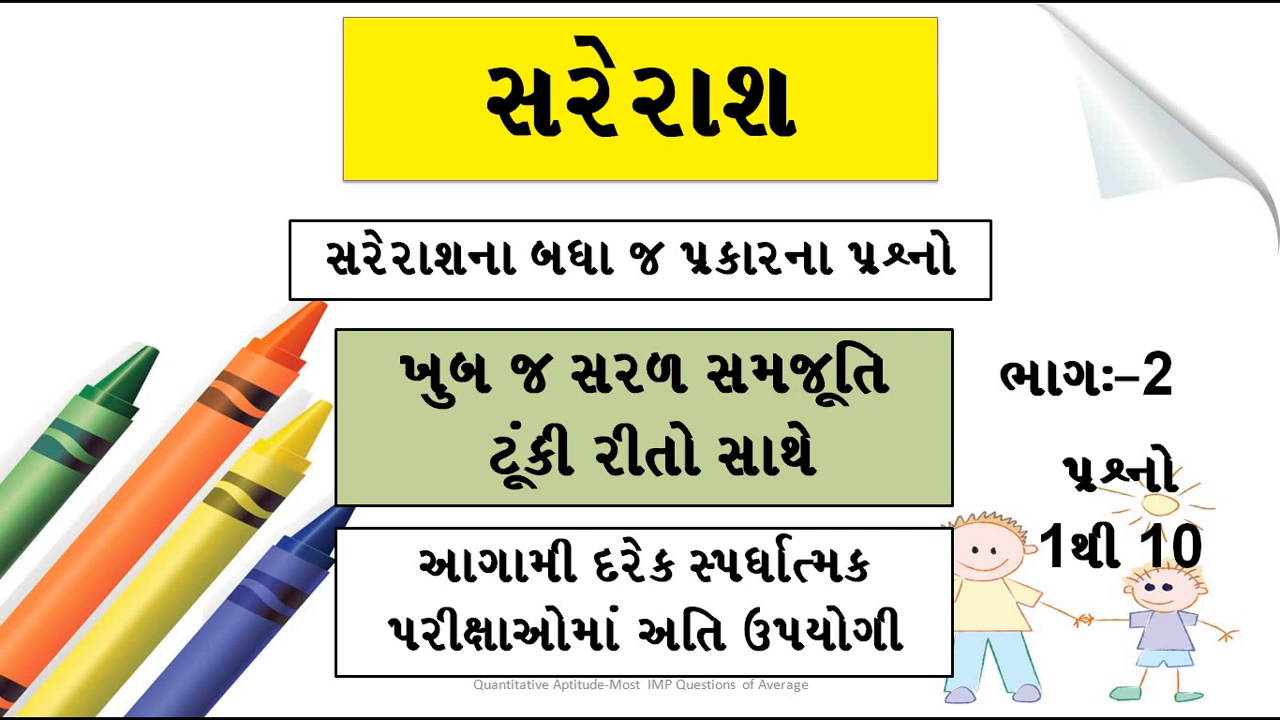 સરેરાશ
સરેરાશના બધા જ પ્રકારના પ્રશ્નો
ખુબ જ સરળ સમજૂતિ
ટૂંકી રીતો સાથે
ભાગઃ–2
પ્રશ્નો
1થી 10
આગામી દરેક સ્પર્ધાત્મક
પરીક્ષાઓમાં અતિ ઉપયોગી
Quantitative Aptitude-Most IMP Questions of Average